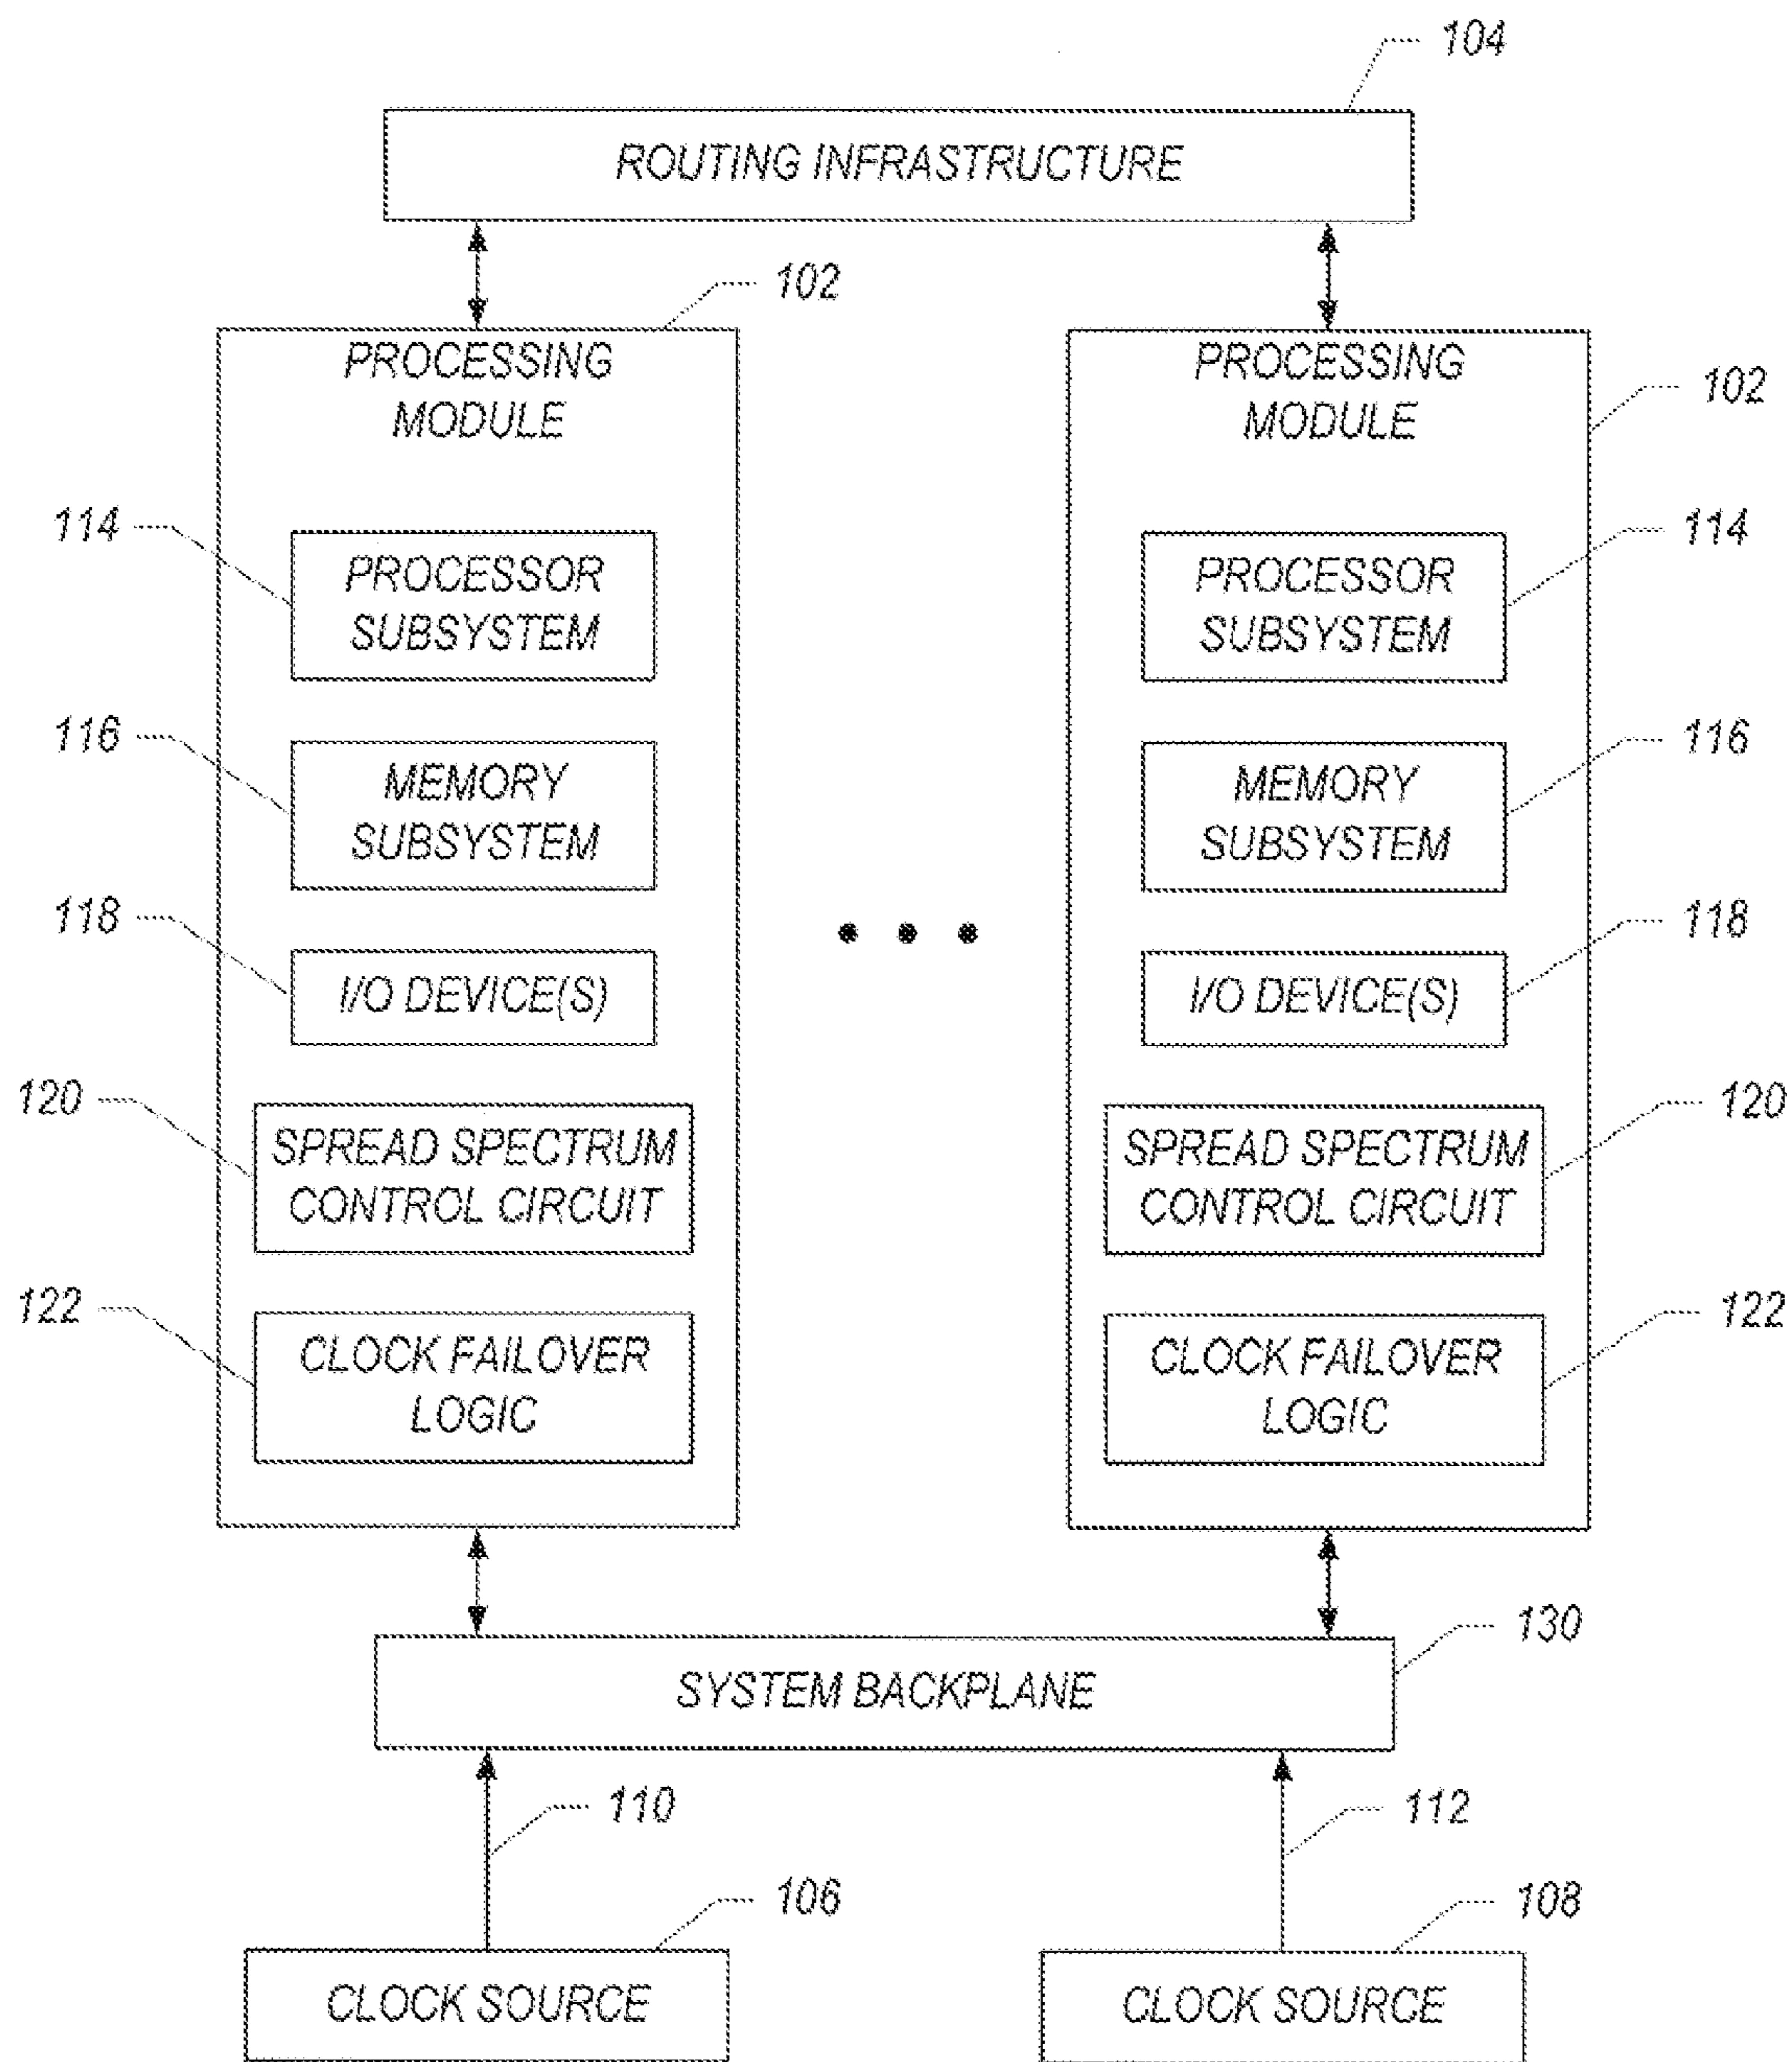 104
ROUTING INFRASTRUCTURE
102
PROCESSING
MODULE
PROCESSING
MODULE
102
114
PROCESSOR
SUBSYSTEM
PROCESSOR
SUBSYSTEM
114
116
MEMORY
SUBSYSTEM
MEMORY
SUBSYSTEM
116
118
I/O DEVICE(S)
I/O DEVICE(S)
118
120
SPREAD SPECTRUM
CONTROL CIRCUIT
SPREAD SPECTRUM
CONTROL CIRCUIT
120
122
CLOCK FAILOVER
LOGIC
CLOCK FAILOVER
LOGIC
122
130
SYSTEM BACKPLANE
110
112
106
108
CLOCK SOURCE
CLOCK SOURCE